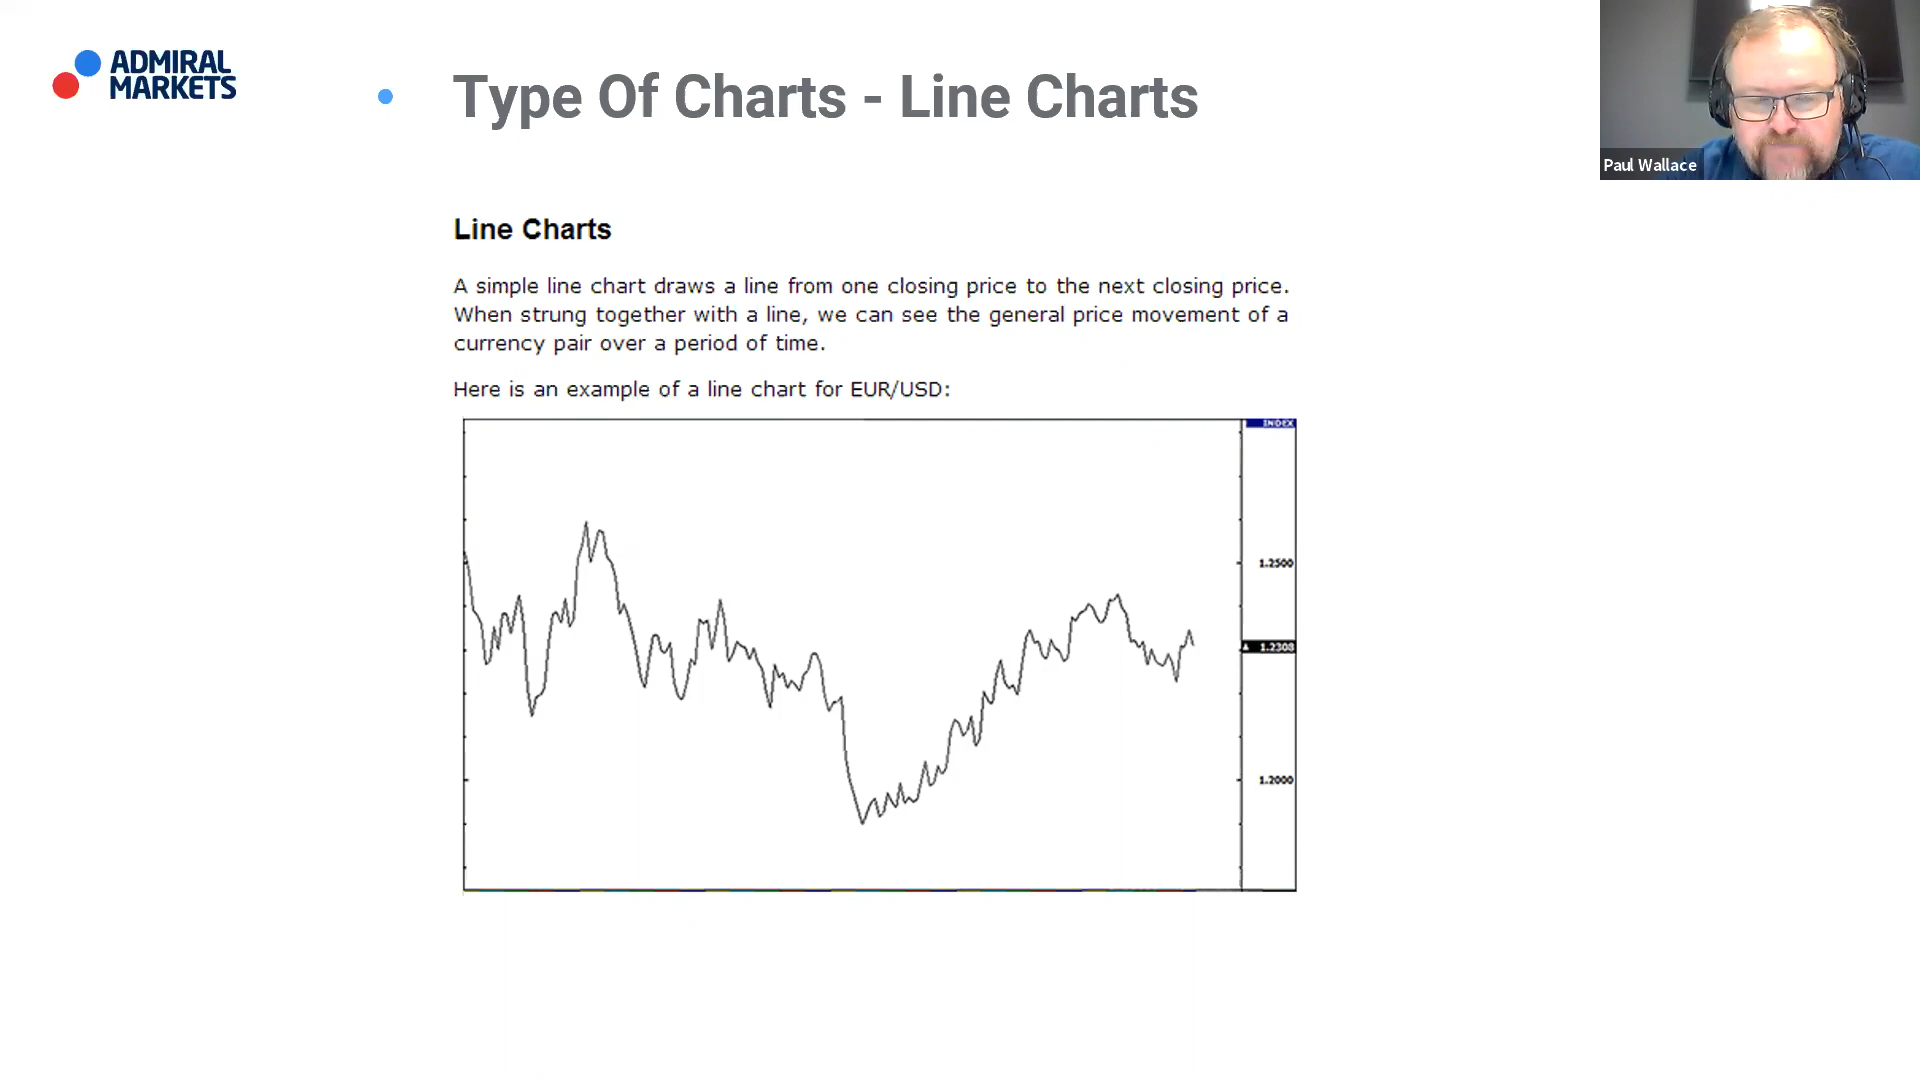 ADMIRAL
MARKETS
Type Of Charts - Line Charts
Paul Wallace
Line Charts
A simple line chart draws a line from one closing price to the next closing price.
When strung together with a line, we can see the general price movement of a
currency pair over a period of time.
Here is an example of a line chart for EUR/USD:
INDEX
1.2500
1.2308
1.2000